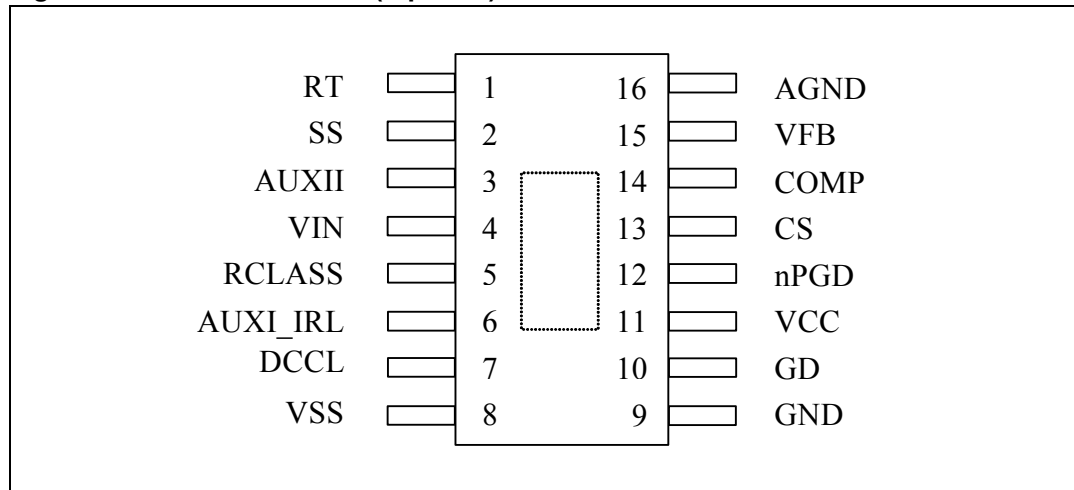 RT 1 16 AGND
SS 2 15 VFB
AUXII 3 14 COMP
VIN 4 13 CS
RCLASS 5 12 nPGD
AUXI_IRL 6 11 VCC
DCCL 7 10 GD
VSS 8 9 GND